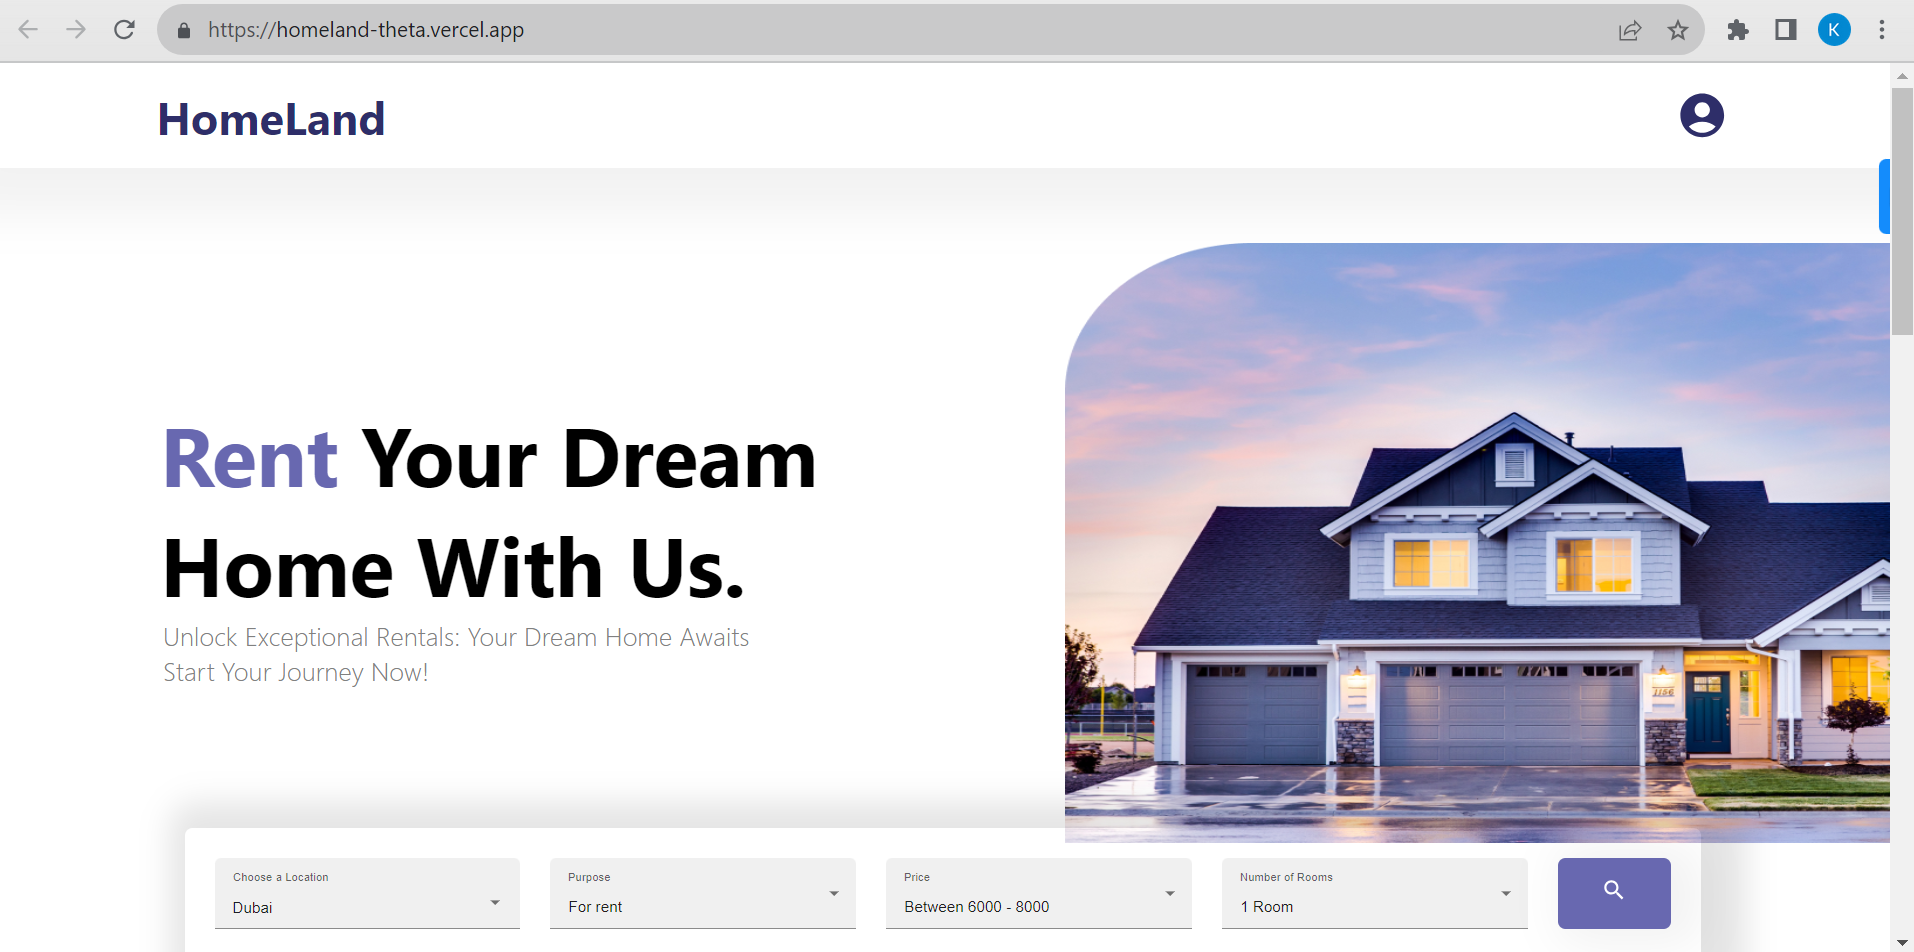 https://homeland-theta.vercel.app
K
HomeLand
Rent Your Dream
Home With Us.
Unlock Exceptional Rentals: Your Dream Home Awaits
Start Your Journey Now!
1186
Choose a Location
Dubai
Purpose
For rent
Price
Between 6000 - 8000
Number of Rooms
1 Room